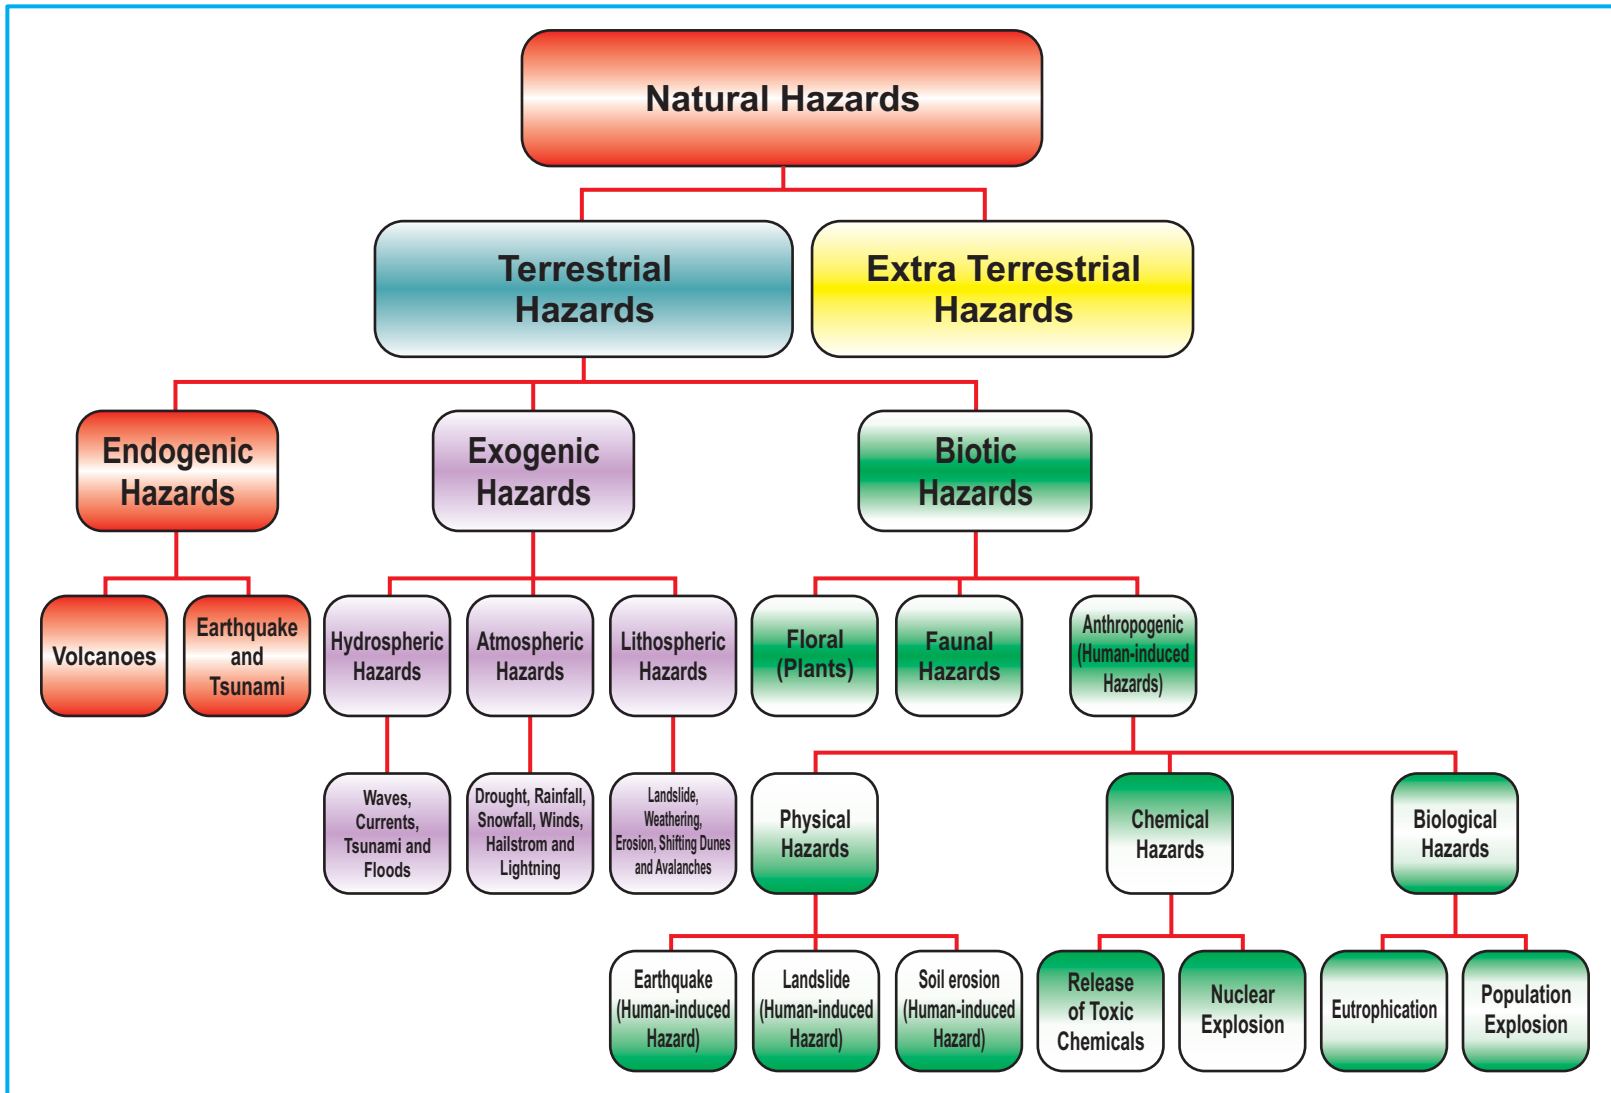 Natural Hazards
Terrestrial
Hazards
Extra Terrestrial
Hazards
Endogenic
Hazards
Exogenic
Hazards
Biotic
Hazards
Volcanoes
Earthquake
and
Tsunami
Hydrospheric
Hazards
Atmospheric
Hazards
Lithospheric
Hazards
Floral
(Plants)
Faunal
Hazards
Anthropogenic
(Human-induced
Hazards)
Waves,
Currents,
Tsunami and
Floods
Drought, Rainfall,
Snowfall, Winds,
Hailstrom and
Lightning
Landslide,
Weathering,
Erosion, Shifting Dunes
and Avalanches
Physical
Hazards
Chemical
Hazards
Biological
Hazards
Earthquake
(Human-induced
Hazard)
Landslide
(Human-induced
Hazard)
Soil erosion
(Human-induced
Hazard)
Release
of Toxic
Chemicals
Nuclear
Explosion
Eutrophication
Population
Explosion